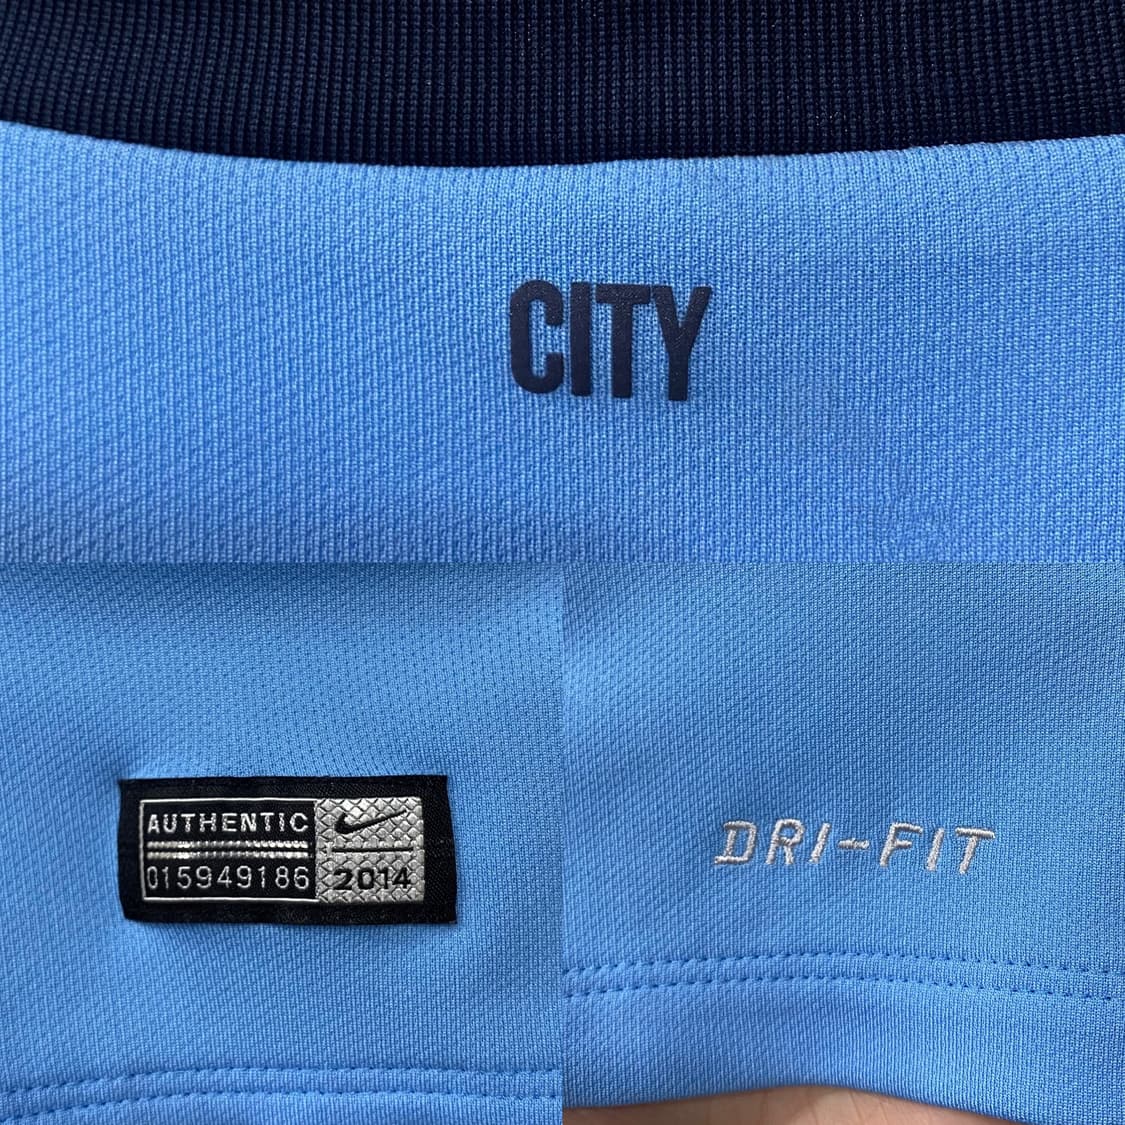 CITY
AUTHENTIC
015949186
2014
DRI-FIT